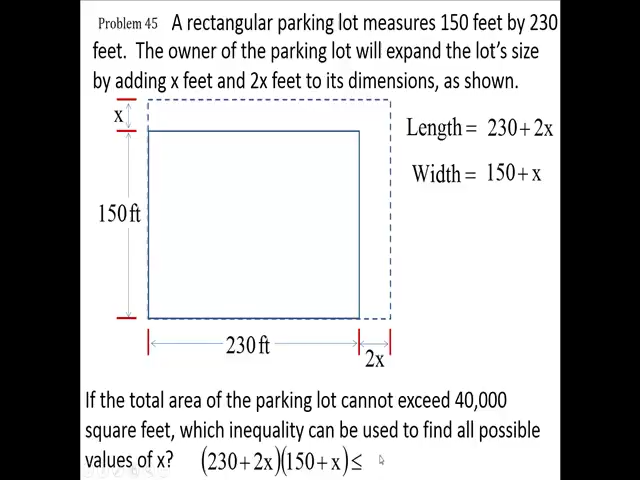 Problem 45 A rectangular parking lot measures 150 feet by 230
feet. The owner of the parking lot will expand the lot's size
by adding x feet and 2x feet to its dimensions, as shown.
x
Length = 230 + 2x
Width = 150 + x
150 ft
230 ft
2x
If the total area of the parking lot cannot exceed 40,000
square feet, which inequality can be used to find all possible
values of x? (230 + 2x)(150 + x) ≤